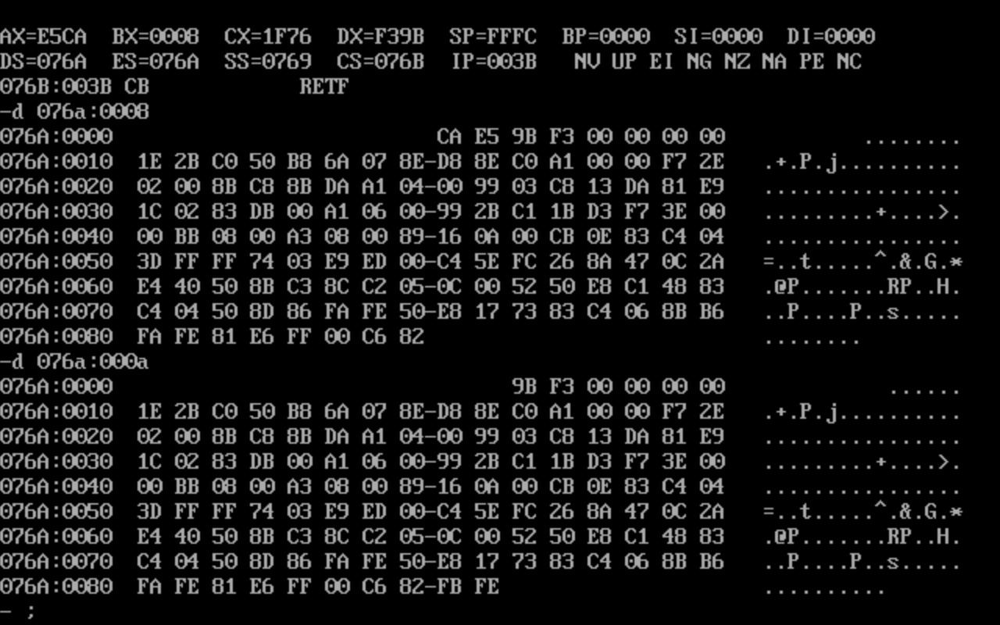 AX=E5CA  BX=0008  CX=1F76  DX=F39B  SP=FFFC  BP=0000  SI=0000  DI=0000
DS=076A  ES=076A  SS=0769  CS=076B  IP=003B   NV UP EI NG NZ NA PE NC
076B:003B CB            RETF
-d 076a:0008
076A:0000                          CA E5 9B F3 00 00 00 00           ........
076A:0010  1E 2B C0 50 B8 6A 07 8E-D8 8E C0 A1 00 00 F7 2E   .+.P.j..........
076A:0020  02 00 8B C8 8B DA A1 04-00 99 03 C8 13 DA 81 E9   ................
076A:0030  1C 02 83 DB 00 A1 06 00-99 2B C1 1B D3 F7 3E 00   .........+....>.
076A:0040  00 BB 08 00 A3 08 00 89-16 0A 00 CB 0E 83 C4 04   ................
076A:0050  3D FF FF 74 03 E9 ED 00-C4 5E FC 26 8A 47 0C 2A   =..t.....^.&.G.*
076A:0060  E4 40 50 8B C3 8C C2 05-0C 00 52 50 E8 C1 48 83   .@P.......RP..H.
076A:0070  C4 04 50 8D 86 FA FE 50-E8 17 73 83 C4 06 8B B6   ..P....P..s.....
076A:0080  FA FE 81 E6 FF 00 C6 82                           ........
-d 076a:000a
076A:0000                                9B F3 00 00 00 00             ......
076A:0010  1E 2B C0 50 B8 6A 07 8E-D8 8E C0 A1 00 00 F7 2E   .+.P.j..........
076A:0020  02 00 8B C8 8B DA A1 04-00 99 03 C8 13 DA 81 E9   ................
076A:0030  1C 02 83 DB 00 A1 06 00-99 2B C1 1B D3 F7 3E 00   .........+....>.
076A:0040  00 BB 08 00 A3 08 00 89-16 0A 00 CB 0E 83 C4 04   ................
076A:0050  3D FF FF 74 03 E9 ED 00-C4 5E FC 26 8A 47 0C 2A   =..t.....^.&.G.*
076A:0060  E4 40 50 8B C3 8C C2 05-0C 00 52 50 E8 C1 48 83   .@P.......RP..H.
076A:0070  C4 04 50 8D 86 FA FE 50-E8 17 73 83 C4 06 8B B6   ..P....P..s.....
076A:0080  FA FE 81 E6 FF 00 C6 82-FB FE                     ..........
- ;